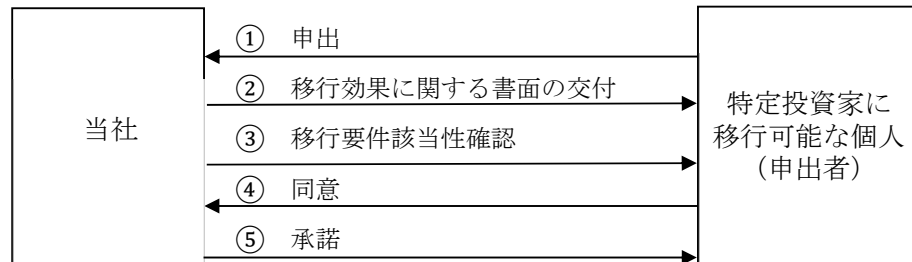 ① 申出
② 移行効果に関する書面の交付
当社
③ 移行要件該当性確認
④ 同意
⑤ 承諾
特定投資家に
移行可能な個人
（申出者）